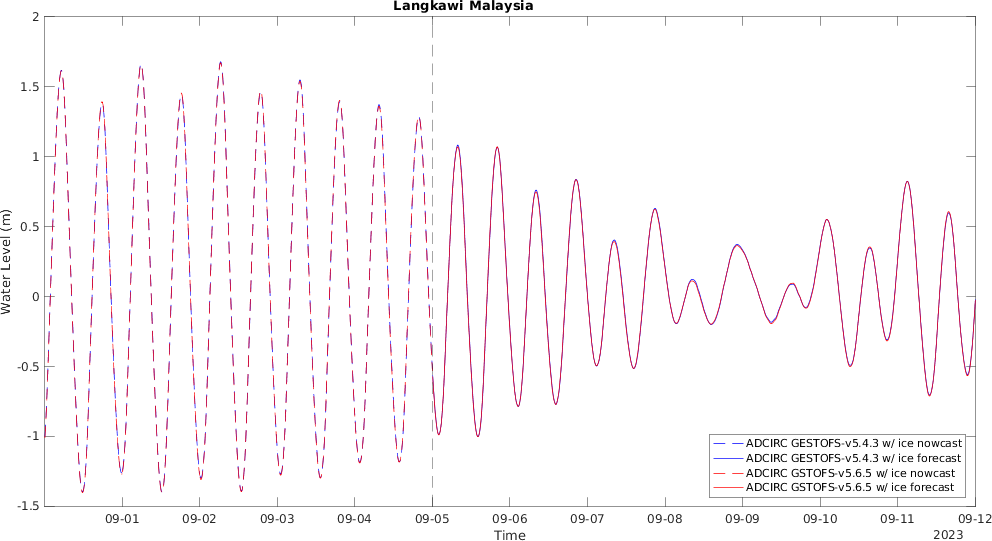 Langkawi Malaysia
2
1.5
1
0.5
0
-0.5
-1
-1.5
Water Level (m)
ADCIRC GESTOFS-v5.4.3 w/ ice nowcast
ADCIRC GESTOFS-v5.4.3 w/ ice forecast
ADCIRC GSTOFS-v5.6.5 w/ ice nowcast
ADCIRC GSTOFS-v5.6.5 w/ ice forecast
09-01 09-02 09-03 09-04 09-05 09-06 09-07 09-08 09-09 09-10 09-11 09-12
Time
2023